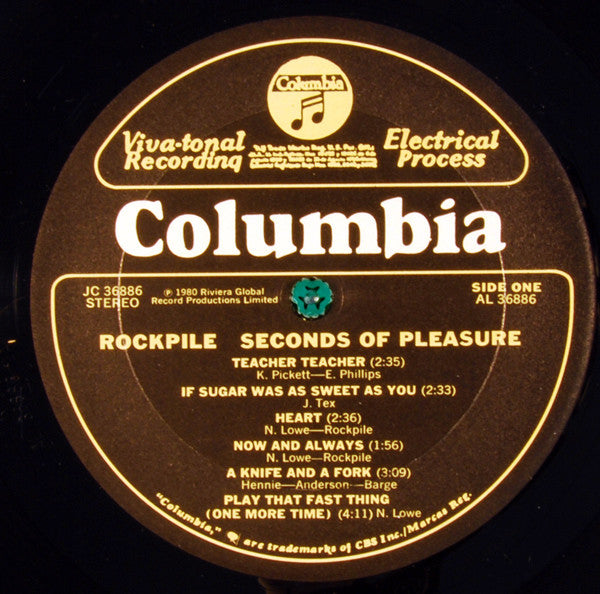 Columbia
Viva-tonal
Recording
Electrical
Process
Columbia
JC 36886
STEREO
℗ 1980 Riviera Global
Record Productions Limited
SIDE ONE
AL 36886
ROCKPILE SECONDS OF PLEASURE
TEACHER TEACHER (2:35)
K. Pickett—E. Phillips
IF SUGAR WAS AS SWEET AS YOU (2:33)
J. Tex
HEART (2:36)
N. Lowe—Rockpile
NOW AND ALWAYS (1:56)
N. Lowe—Rockpile
A KNIFE AND A FORK (3:09)
Hennie—Anderson—Barge
PLAY THAT FAST THING
(ONE MORE TIME) (4:11) N. Lowe
"Columbia," are trademarks of CBS Inc./Marcas Reg.